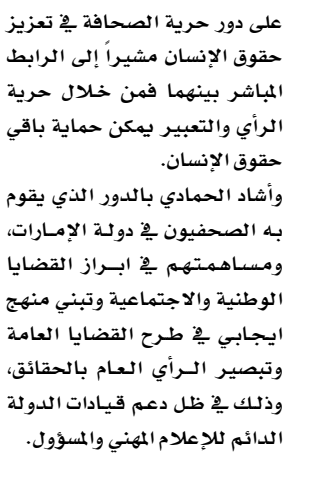 على دور حرية الصحافة في تعزيز
حقوق الإنسان مشيراً إلى الرابط
المباشر بينهما فمن خلال حرية
الرأي والتعبير يمكن حماية باقي
حقوق الإنسان.
وأشاد الحمادي بالدور الذي يقوم
به الصحفيون في دولة الإمارات،
ومساهمتهم في ابراز القضايا
الوطنية والاجتماعية وتبني منهج
ايجابي في طرح القضايا العامة
وتبصير الرأي العام بالحقائق،
وذلك في ظل دعم قيادات الدولة
الدائم للإعلام المهني والمسؤول.